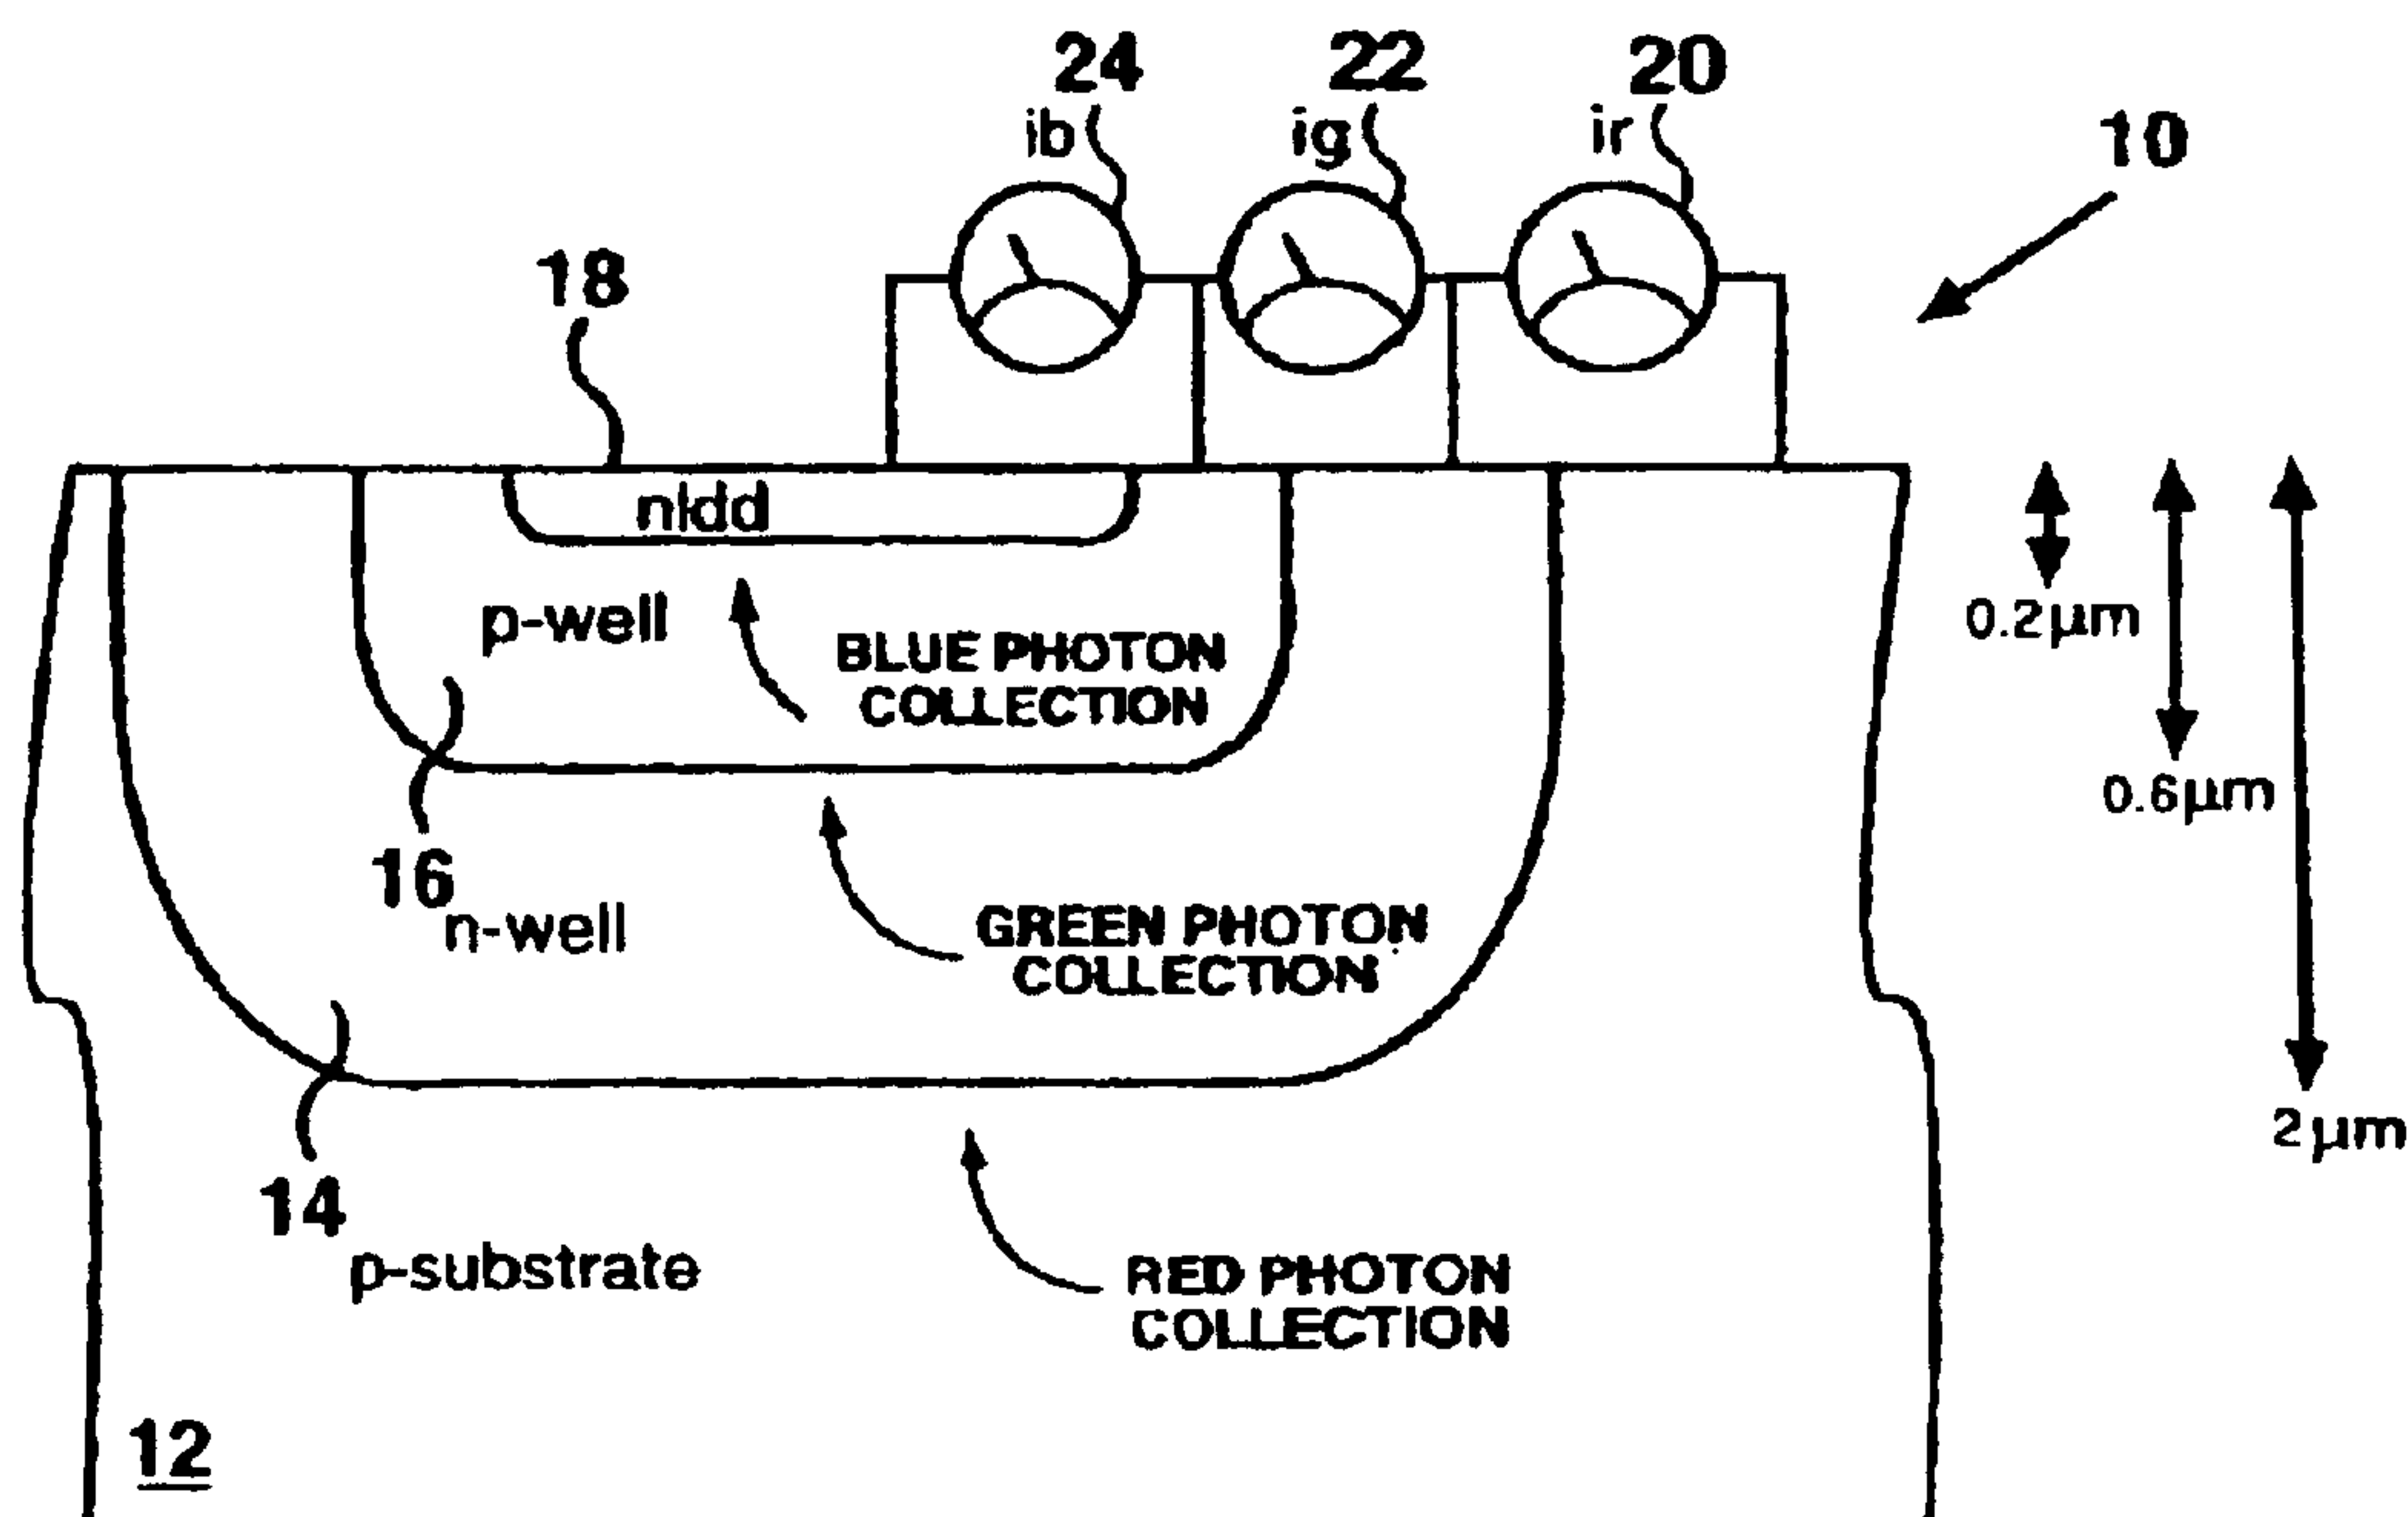 24
22
20
ib
ig
ir
10
18
nldd
0.2µm
p-well
BLUE PHOTON
COLLECTION
0.6µm
16
n-well
GREEN PHOTON
COLLECTION
2µm
14
p-substrate
RED PHOTON
COLLECTION
12